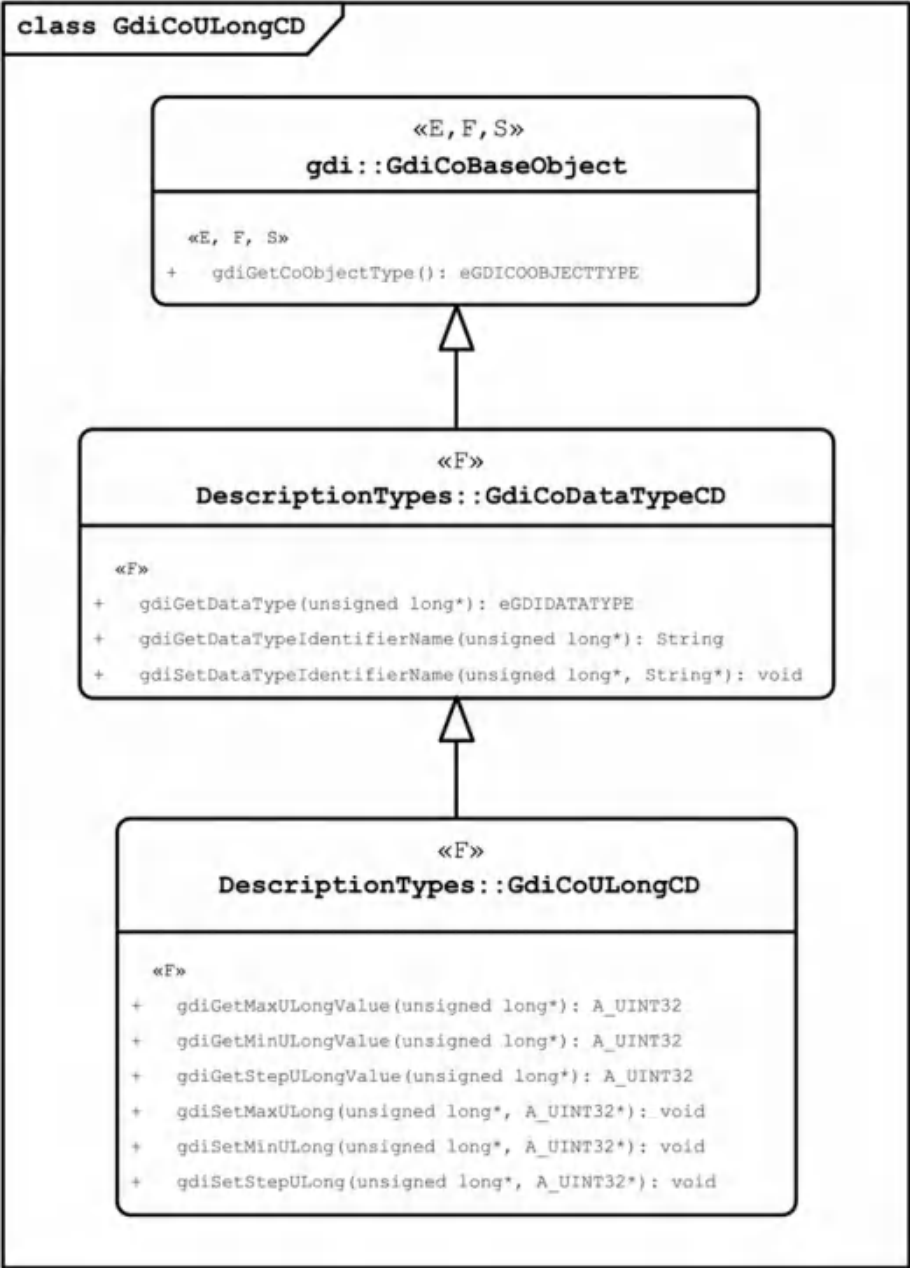 class GdiCoULongCD
«E,F,S»
gdi::GdiCoBaseObject
«E, F, S»
+ gdiGetCoObjectType(): eGDICOOBJECTTYPE
«F»
DescriptionTypes::GdiCoDataTypeCD
«F»
+ gdiGetDataType(unsigned long*): eGDIDATATYPE
+ gdiGetDataTypeIdentifierName(unsigned long*): String
+ gdiSetDataTypeIdentifierName(unsigned long*, String*): void
«F»
DescriptionTypes::GdiCoULongCD
«F»
+ gdiGetMaxULongValue(unsigned long*): A_UINT32
+ gdiGetMinULongValue(unsigned long*): A_UINT32
+ gdiGetStepULongValue(unsigned long*): A_UINT32
+ gdiSetMaxULong(unsigned long*, A_UINT32*): void
+ gdiSetMinULong(unsigned long*, A_UINT32*): void
+ gdiSetStepULong(unsigned long*, A_UINT32*): void